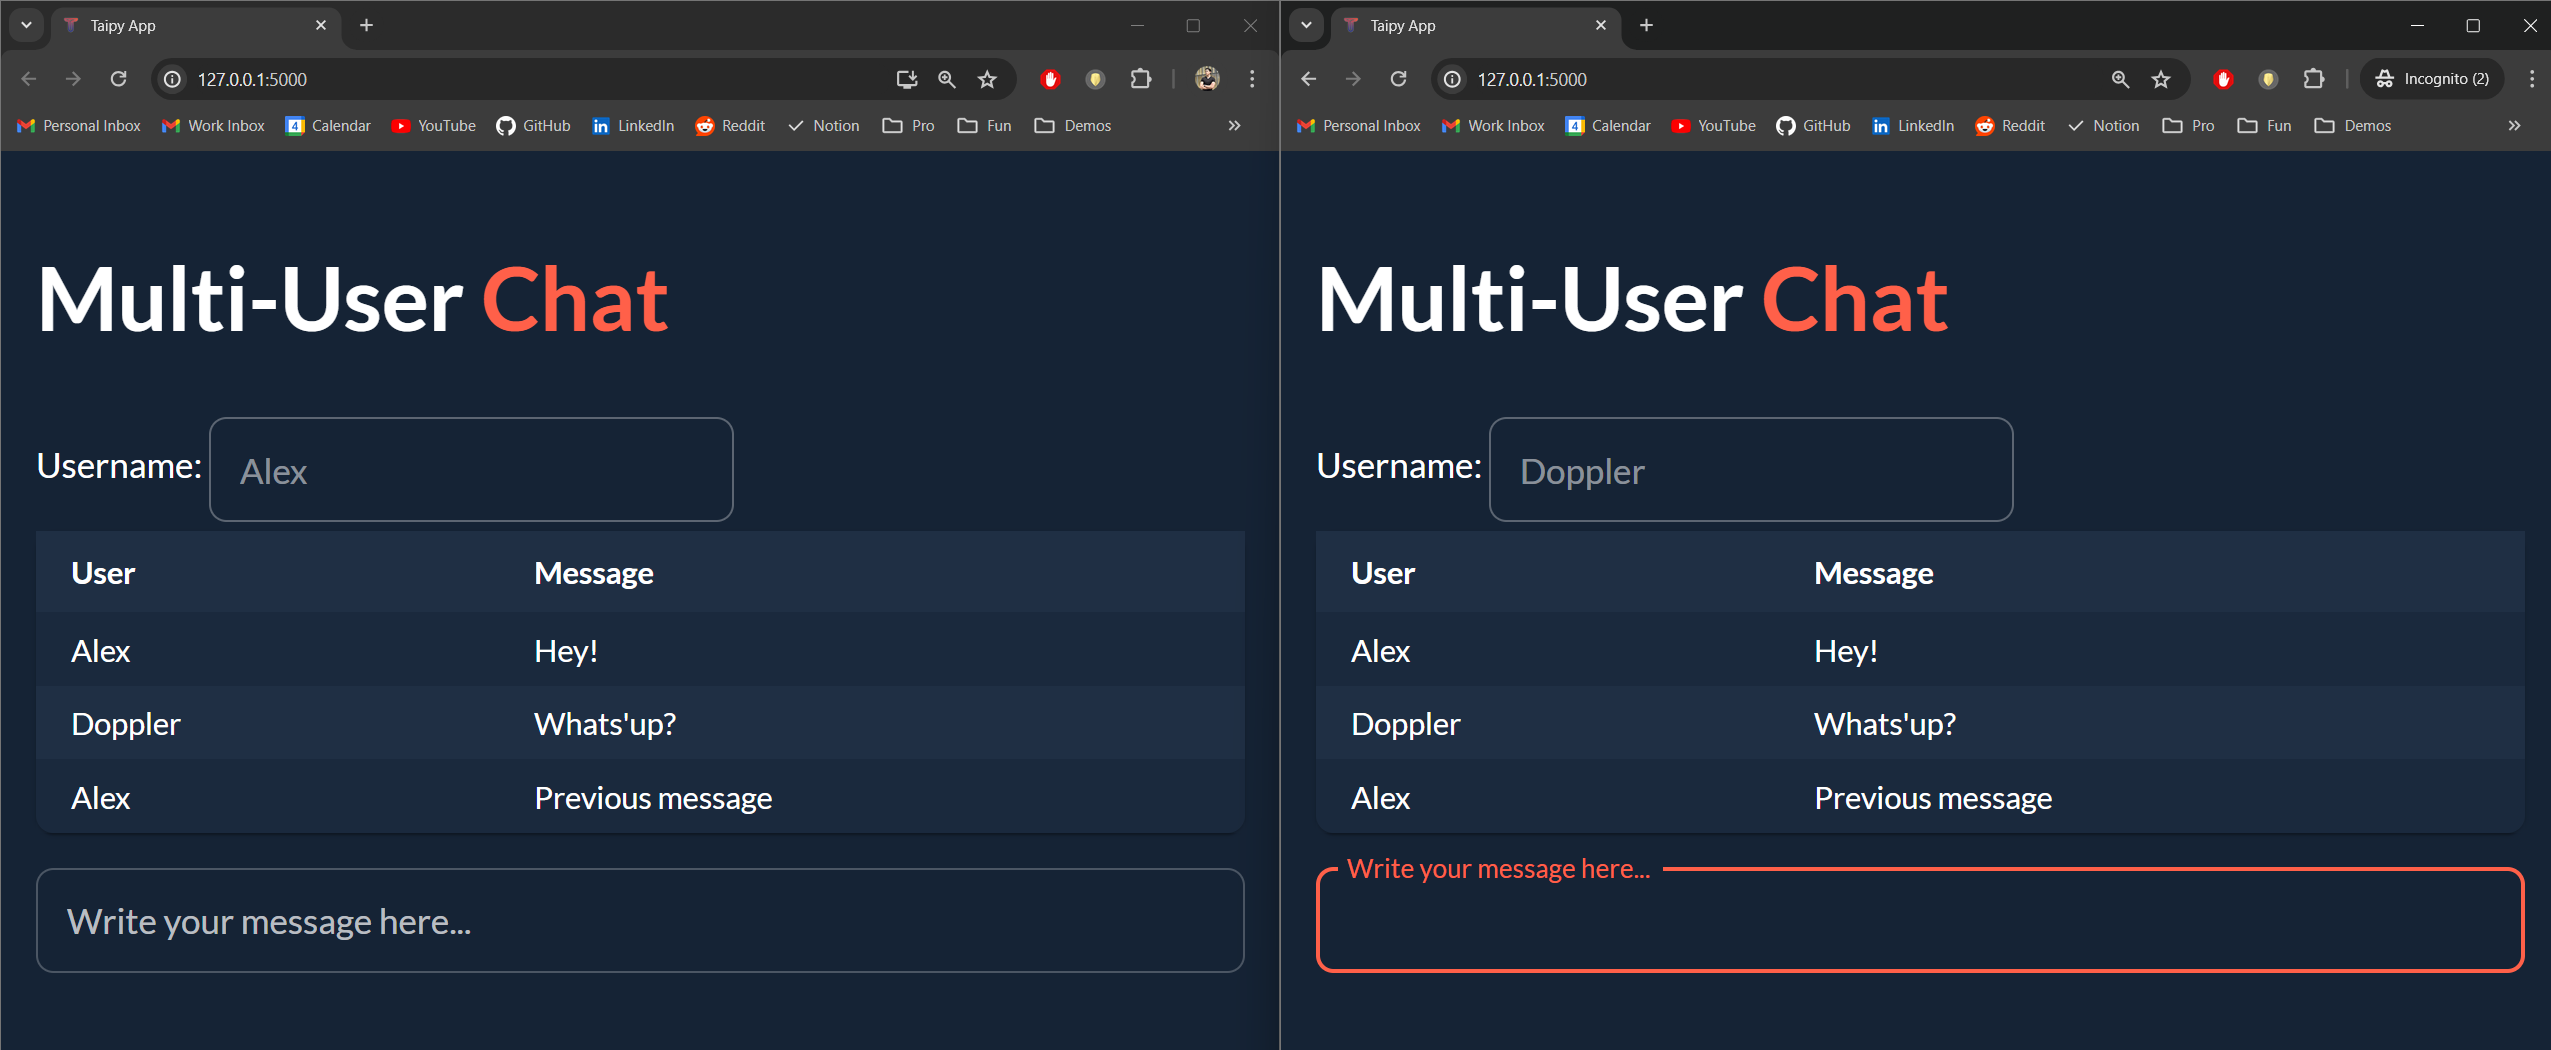 Taipy App
127.0.0.1:5000
Personal Inbox Work Inbox Calendar YouTube GitHub LinkedIn Reddit Notion Pro Fun Demos
Multi-User Chat
Username: Alex
User Message
Alex Hey!
Doppler Whats'up?
Alex Previous message
Write your message here...
Taipy App
127.0.0.1:5000 Incognito (2)
Personal Inbox Work Inbox Calendar YouTube GitHub LinkedIn Reddit Notion Pro Fun Demos
Multi-User Chat
Username: Doppler
User Message
Alex Hey!
Doppler Whats'up?
Alex Previous message
Write your message here...